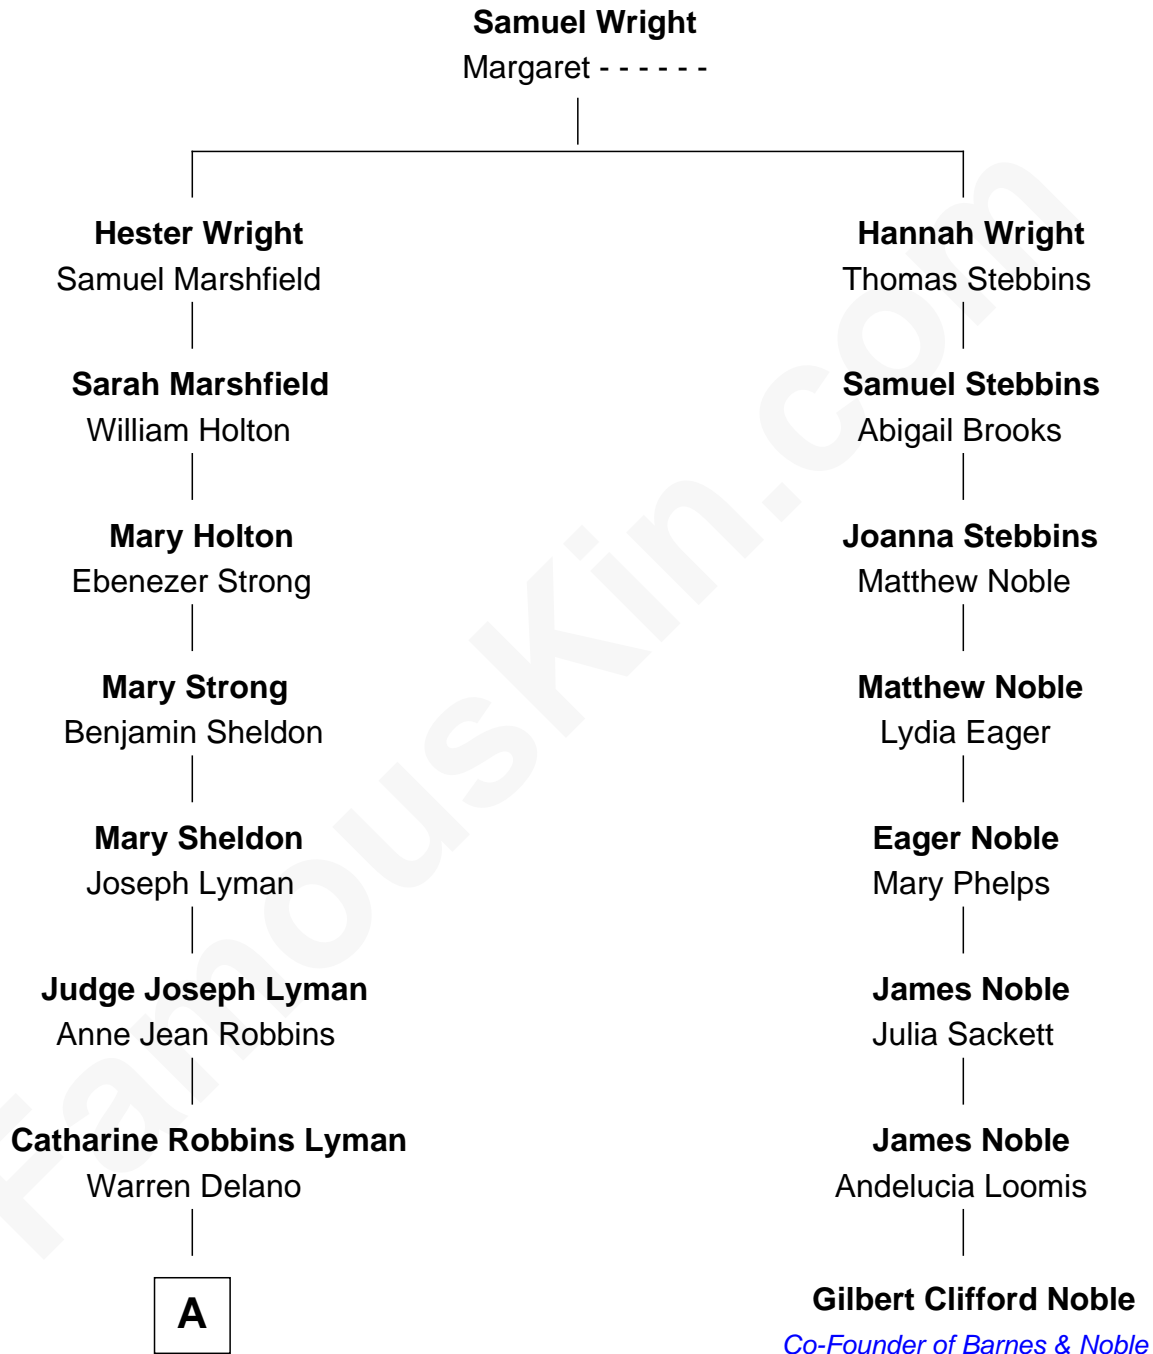 Samuel Wright
Margaret - - - - - -
Hester Wright
Samuel Marshfield
Hannah Wright
Thomas Stebbins
Sarah Marshfield
William Holton
Samuel Stebbins
Abigail Brooks
Mary Holton
Ebenezer Strong
Joanna Stebbins
Matthew Noble
Mary Strong
Benjamin Sheldon
Matthew Noble
Lydia Eager
Mary Sheldon
Joseph Lyman
Eager Noble
Mary Phelps
Judge Joseph Lyman
Anne Jean Robbins
James Noble
Julia Sackett
Catharine Robbins Lyman
Warren Delano
James Noble
Andelucia Loomis
A
Gilbert Clifford Noble
Co-Founder of Barnes & Noble
FamousKin.com